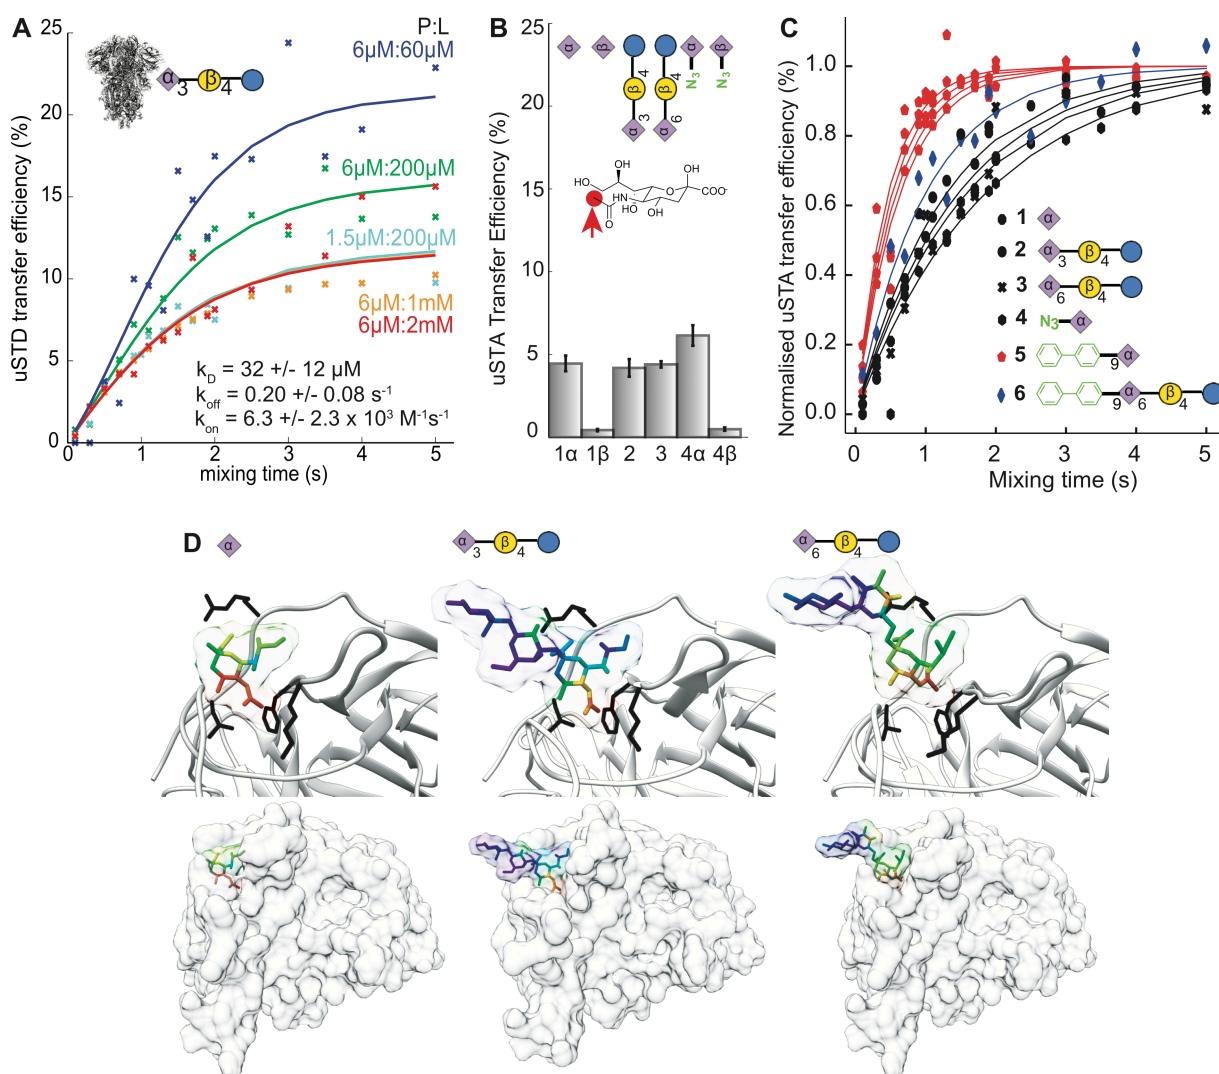 A
P:L
6µM:60µM
α
3
β
4
6µM:200µM
1.5µM:200µM
6µM:1mM
6µM:2mM
k_D = 32 +/- 12 µM
k_off = 0.20 +/- 0.08 s⁻¹
k_on = 6.3 +/- 2.3 x 10³ M⁻¹s⁻¹
uSTD transfer efficiency (%)
25
20
15
10
5
0
0 1 2 3 4 5
mixing time (s)
B
α β α β
4 4 N₃ N₃
β β
3 6
α α
OH
HO OH
HO COO⁻
HN HO
O OH
uSTA Transfer Efficiency (%)
25
20
15
10
5
0
1α 1β 2 3 4α 4β
C
Normalised uSTA transfer efficiency (%)
1.0
0.8
0.6
0.4
0.2
0.0
1 α
2 α 3 β 4
3 α 6 β 4
4 N₃ α
5 9 α
6 9 α 6 β 4
0 1 2 3 4 5
Mixing time (s)
D
α
α 3 β 4
α 6 β 4